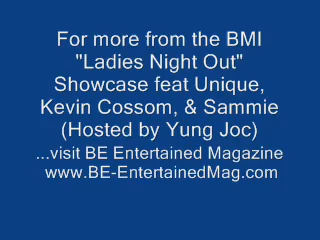 For more from the BMI
"Ladies Night Out"
Showcase feat Unique,
Kevin Cossom, & Sammie
(Hosted by Yung Joc)
...visit BE Entertained Magazine
www.BE-EntertainedMag.com